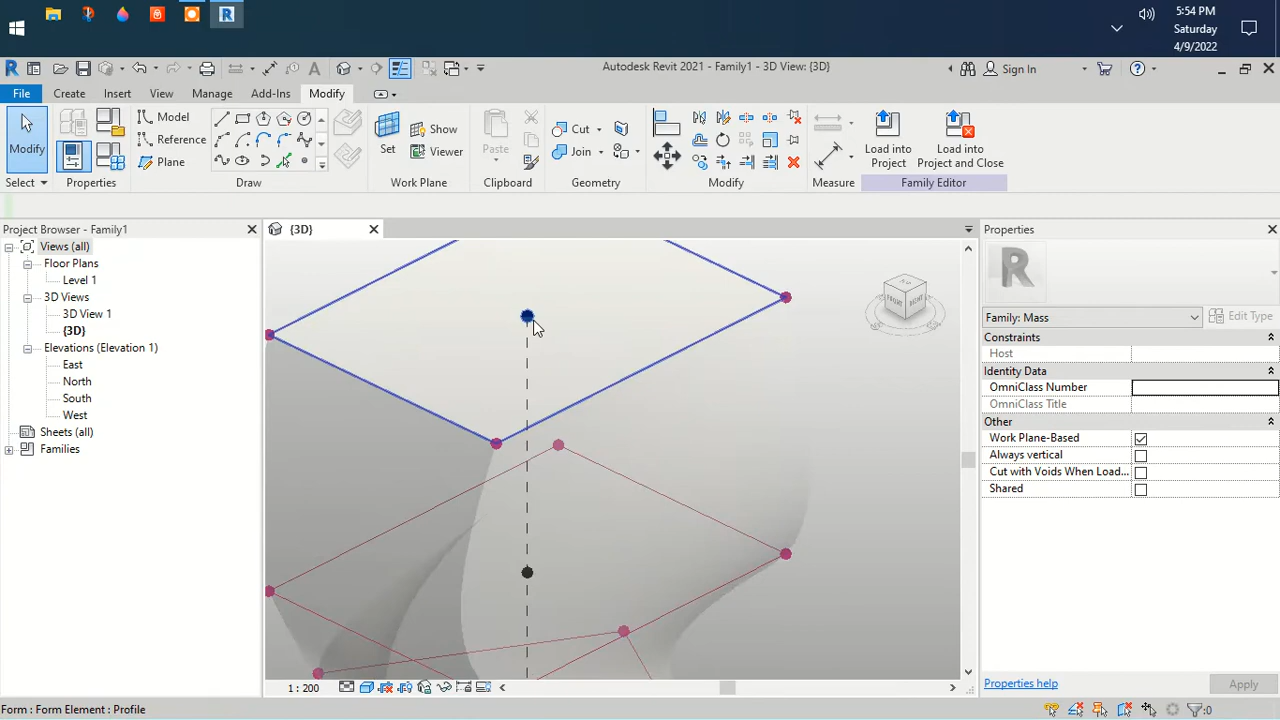 5:54 PM
Saturday
4/9/2022
Autodesk Revit 2021 - Family1 - 3D View: {3D}
Sign In
File Create Insert View Manage Add-Ins Modify
Modify
Model
Reference
Plane
Set
Show
Viewer
Paste
Cut
Join
Load into
Project
Load into
Project and Close
Select Properties Draw Work Plane Clipboard Geometry Modify Measure Family Editor
Project Browser - Family1
Views (all)
Floor Plans
Level 1
3D Views
3D View 1
{3D}
Elevations (Elevation 1)
East
North
South
West
Sheets (all)
Families
{3D}
FRONT
RIGHT
1 : 200
Properties
R
Family: Mass
Edit Type
Constraints
Host
Identity Data
OmniClass Number
OmniClass Title
Other
Work Plane-Based
Always vertical
Cut with Voids When Load...
Shared
Properties help
Apply
Form : Form Element : Profile
:0